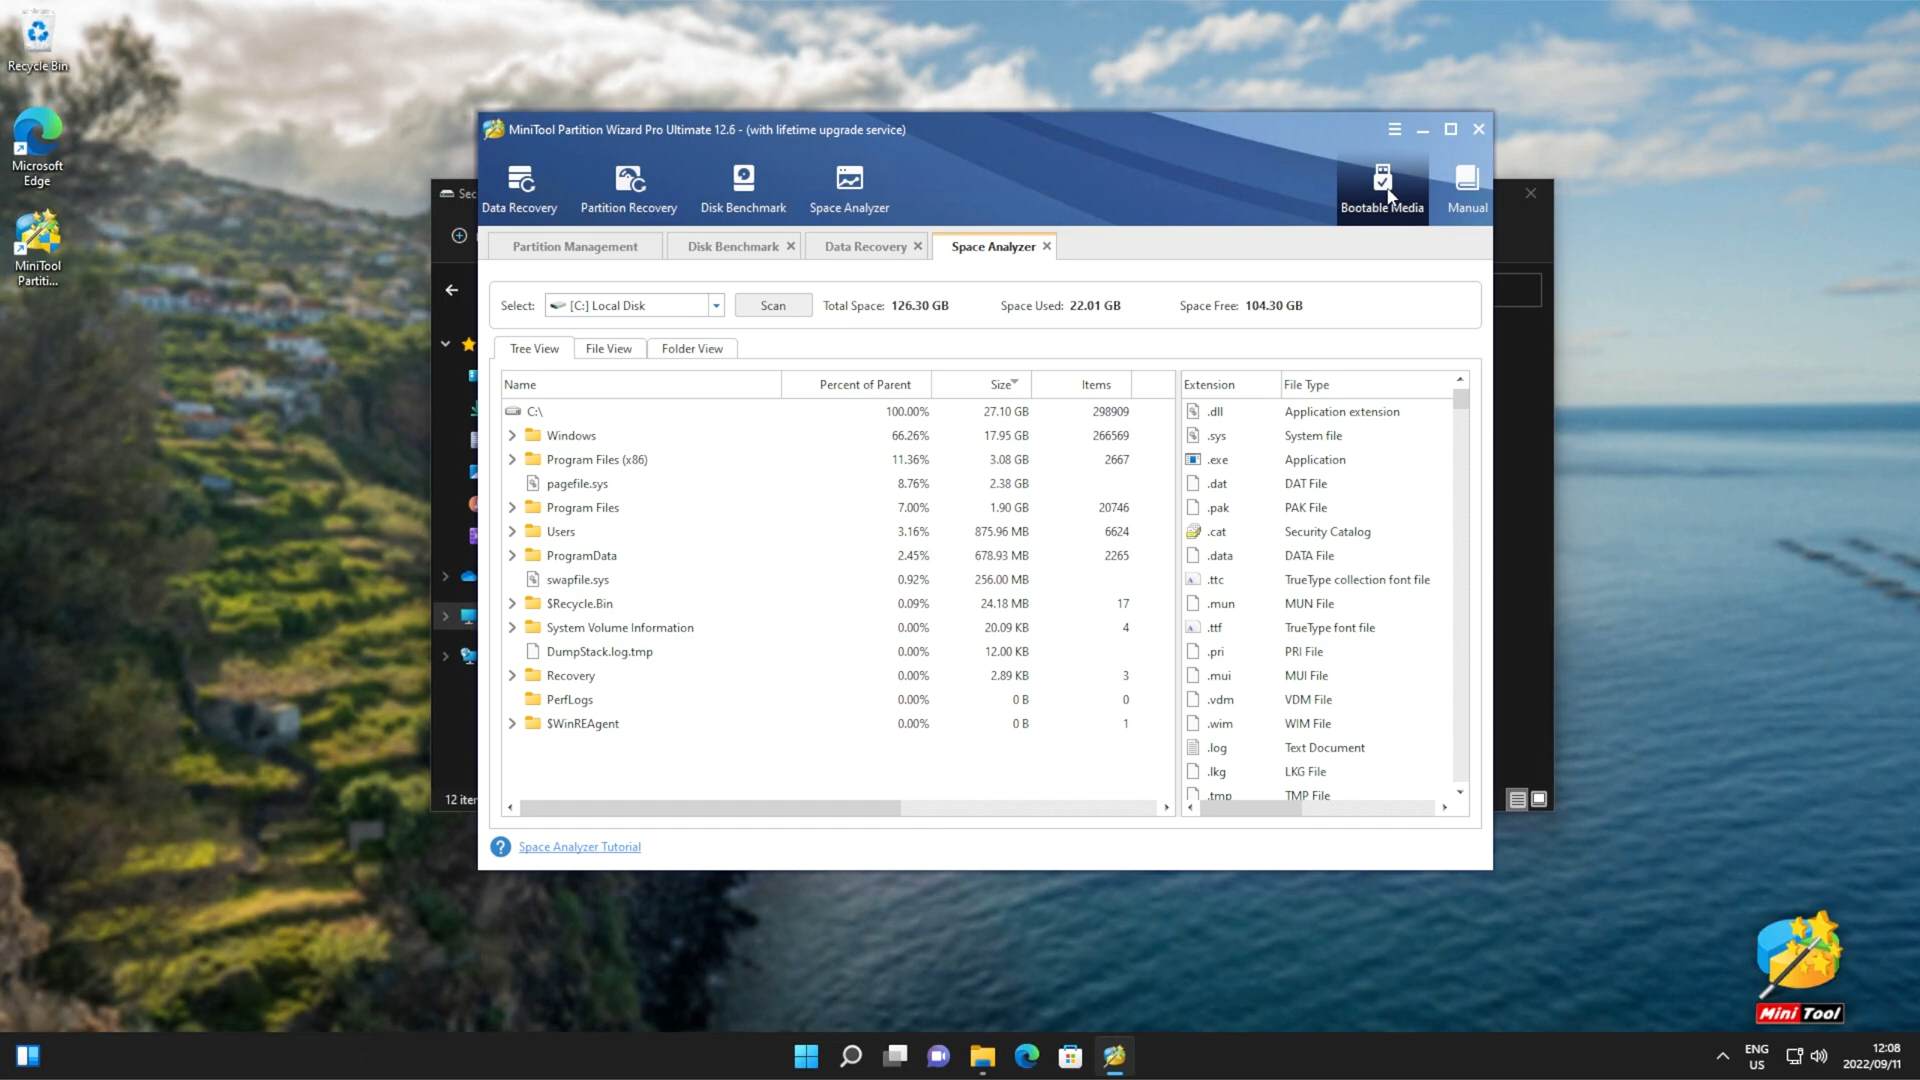 Recycle Bin
Microsoft
Edge
MiniTool
Partiti...
MiniTool Partition Wizard Pro Ultimate 12.6 - (with lifetime upgrade service)
Data Recovery
Partition Recovery
Disk Benchmark
Space Analyzer
Bootable Media
Manual
Sec
Partition Management
Disk Benchmark
Data Recovery
Space Analyzer
Select: [C:] Local Disk Scan Total Space: 126.30 GB Space Used: 22.01 GB Space Free: 104.30 GB
Tree View File View Folder View
Name Percent of Parent Size Items
C:\ 100.00% 27.10 GB 298909
Windows 66.26% 17.95 GB 266569
Program Files (x86) 11.36% 3.08 GB 2667
pagefile.sys 8.76% 2.38 GB
Program Files 7.00% 1.90 GB 20746
Users 3.16% 875.96 MB 6624
ProgramData 2.45% 678.93 MB 2265
swapfile.sys 0.92% 256.00 MB
$Recycle.Bin 0.09% 24.18 MB 17
System Volume Information 0.00% 20.09 KB 4
DumpStack.log.tmp 0.00% 12.00 KB
Recovery 0.00% 2.89 KB 3
PerfLogs 0.00% 0 B 0
$WinREAgent 0.00% 0 B 1
Extension File Type
.dll Application extension
.sys System file
.exe Application
.dat DAT File
.pak PAK File
.cat Security Catalog
.data DATA File
.ttc TrueType collection font file
.mun MUN File
.ttf TrueType font file
.pri PRI File
.mui MUI File
.vdm VDM File
.wim WIM File
.log Text Document
.lkg LKG File
.tmp TMP File
12 iter
Space Analyzer Tutorial
Mini Tool
ENG
US
12:08
2022/09/11